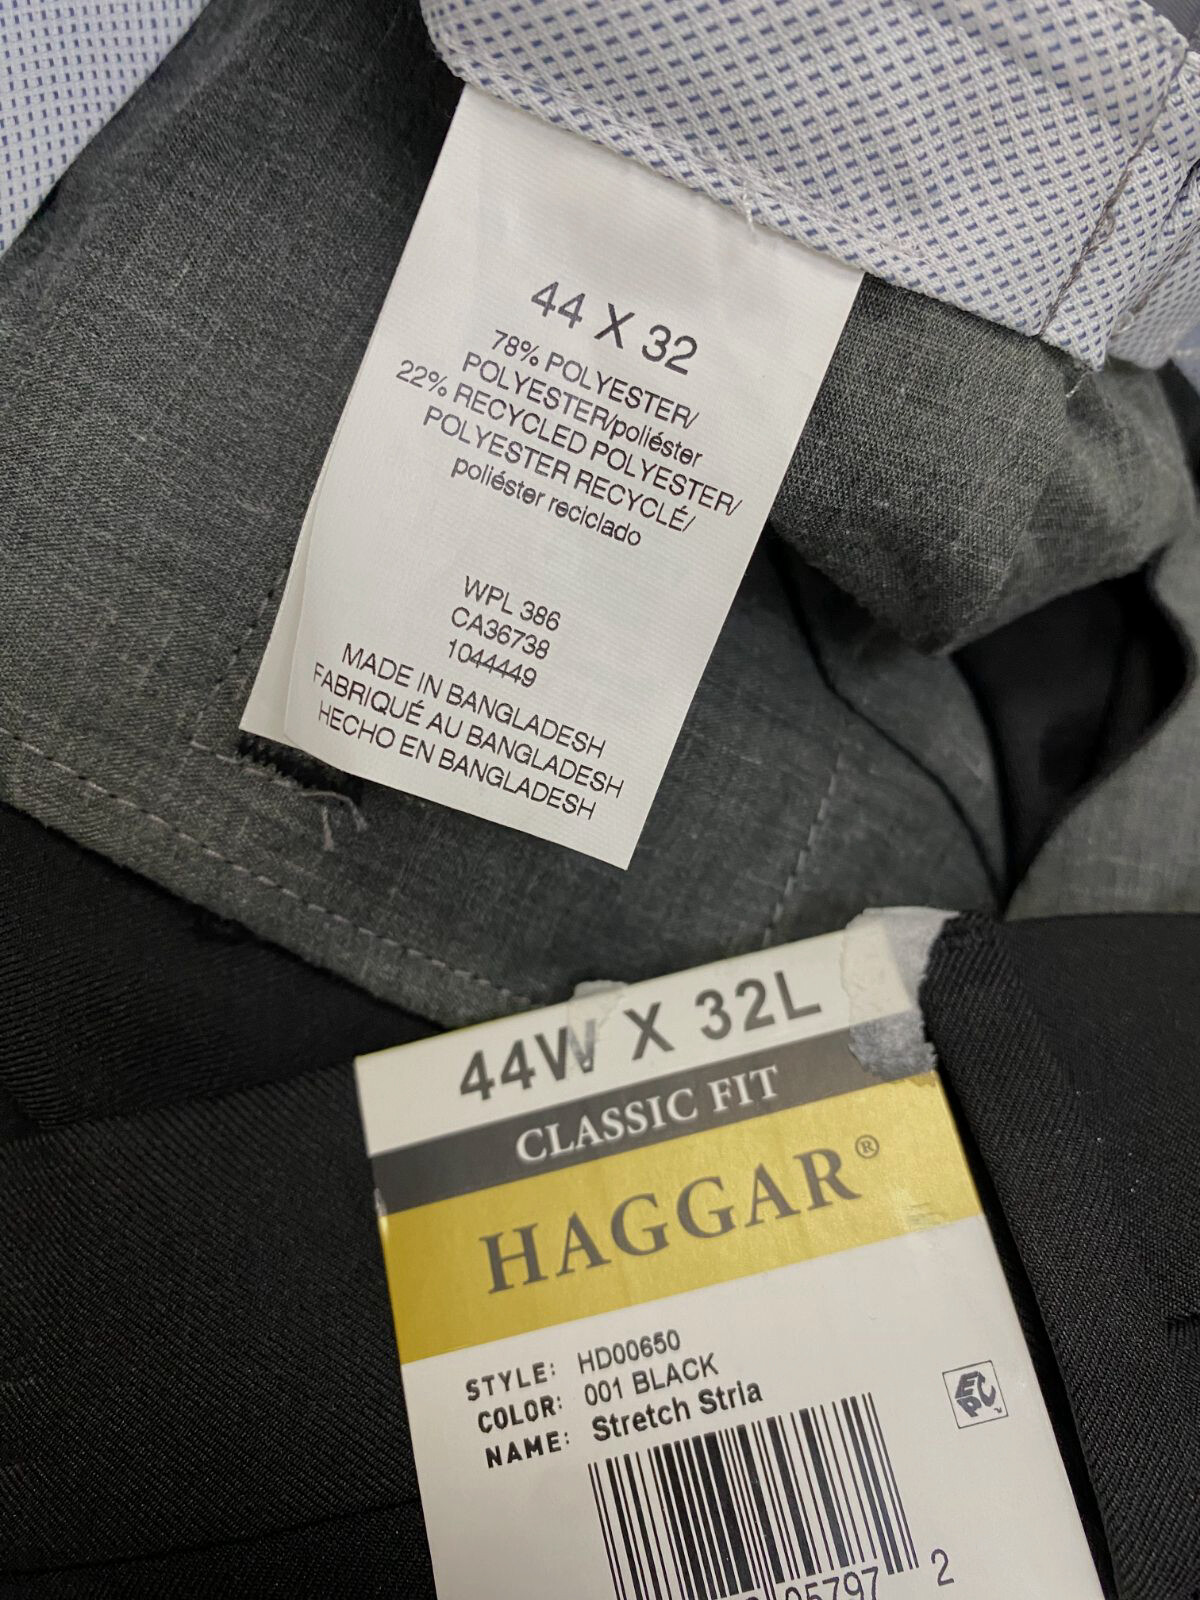 44 X 32
78% POLYESTER/
POLYESTER/poliéster
22% RECYCLED POLYESTER/
POLYESTER RECYCLÉ/
poliéster reciclado
WPL 386
CA36738
1044449
MADE IN BANGLADESH
FABRIQUÉ AU BANGLADESH
HECHO EN BANGLADESH
44W X 32L
CLASSIC FIT
HAGGAR®
STYLE: HD00650
COLOR: 001 BLACK
NAME: Stretch Stria
EPC
05797 2